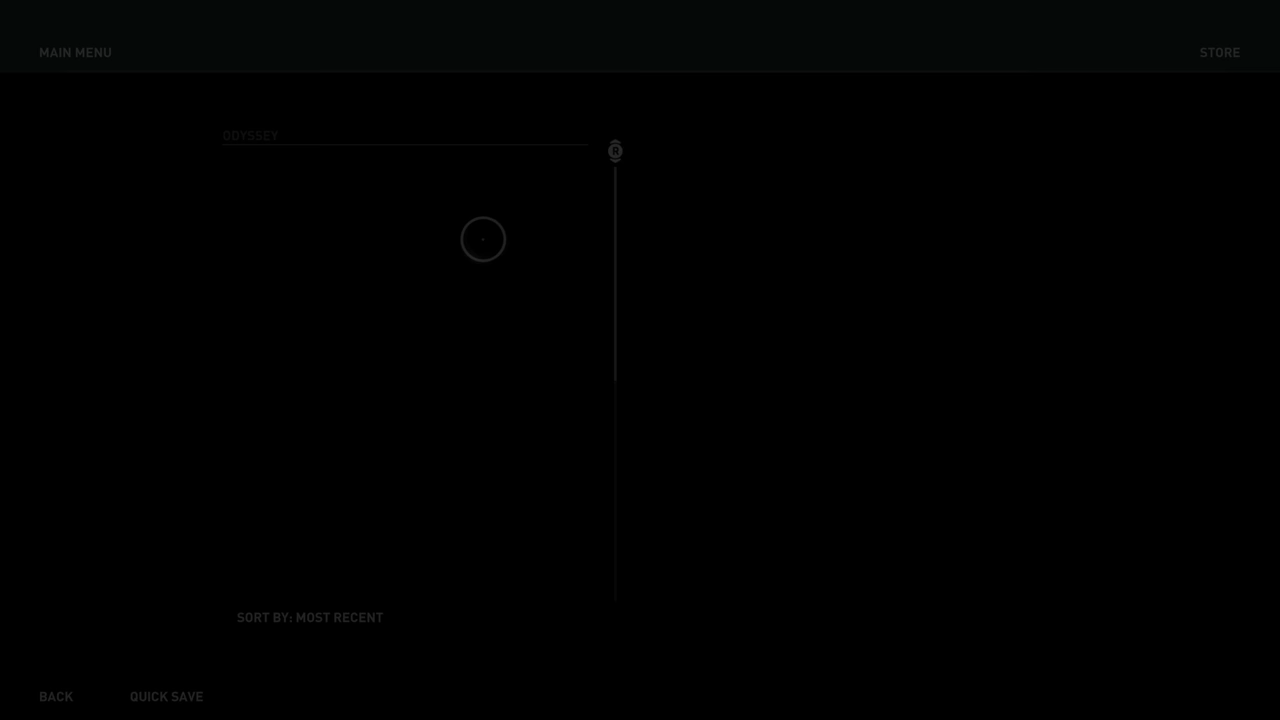 MAIN MENU
STORE
ODYSSEY
R
SORT BY: MOST RECENT
BACK
QUICK SAVE